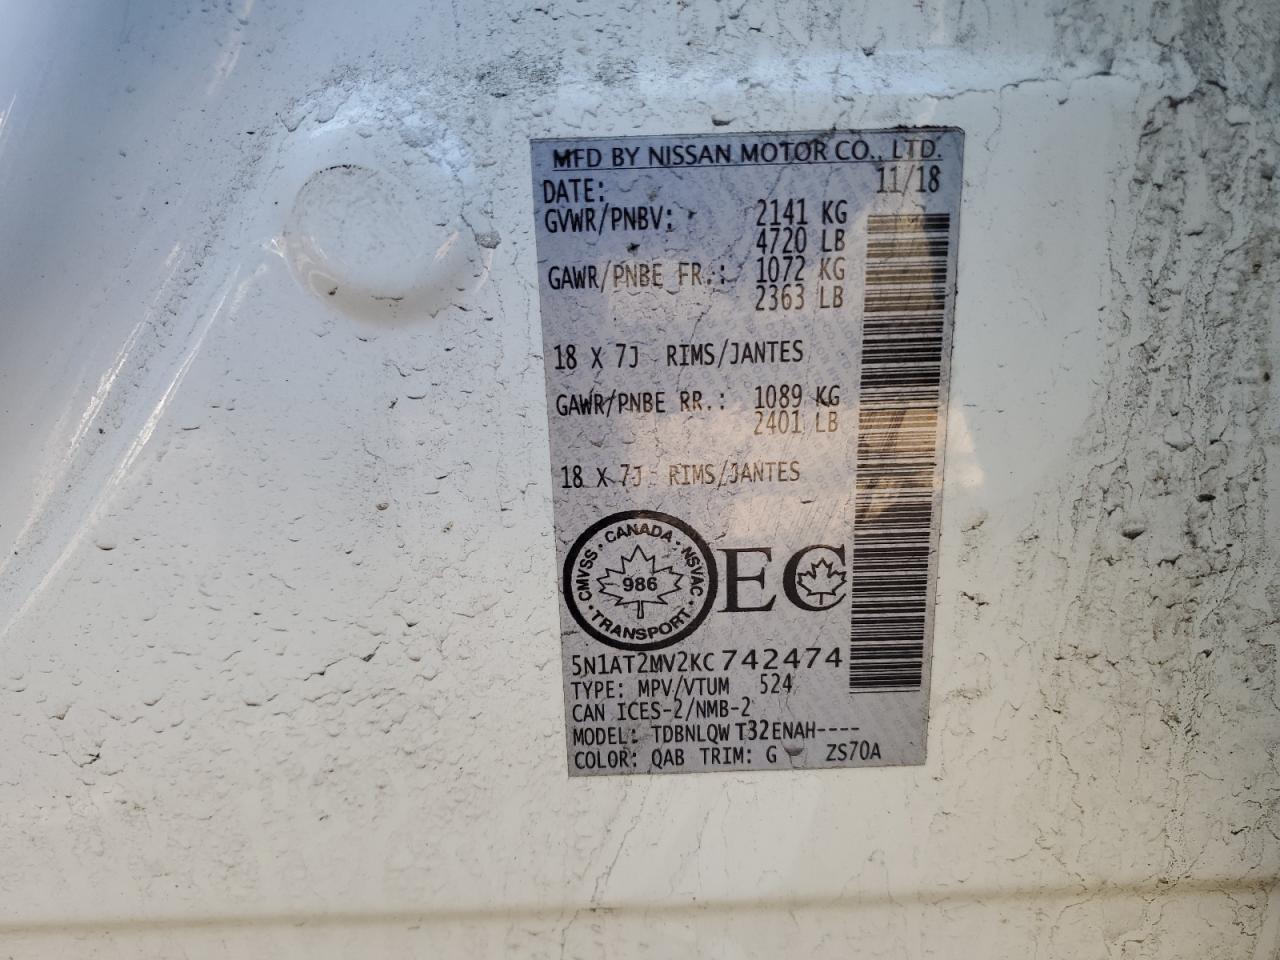 MFD BY NISSAN MOTOR CO., LTD.
DATE: 11/18
GVWR/PNBV: 2141 KG
4720 LB
GAWR/PNBE FR.: 1072 KG
2363 LB
18 X 7J RIMS/JANTES
GAWR/PNBE RR.: 1089 KG
2401 LB
18 X 7J RIMS/JANTES
CMVSS · CANADA · NSVAC
986
TRANSPORT
EC
5N1AT2MV2KC742474
TYPE: MPV/VTUM 524
CAN ICES-2/NMB-2
MODEL: TDBNLQW T32ENAH----
COLOR: QAB TRIM: G ZS70A